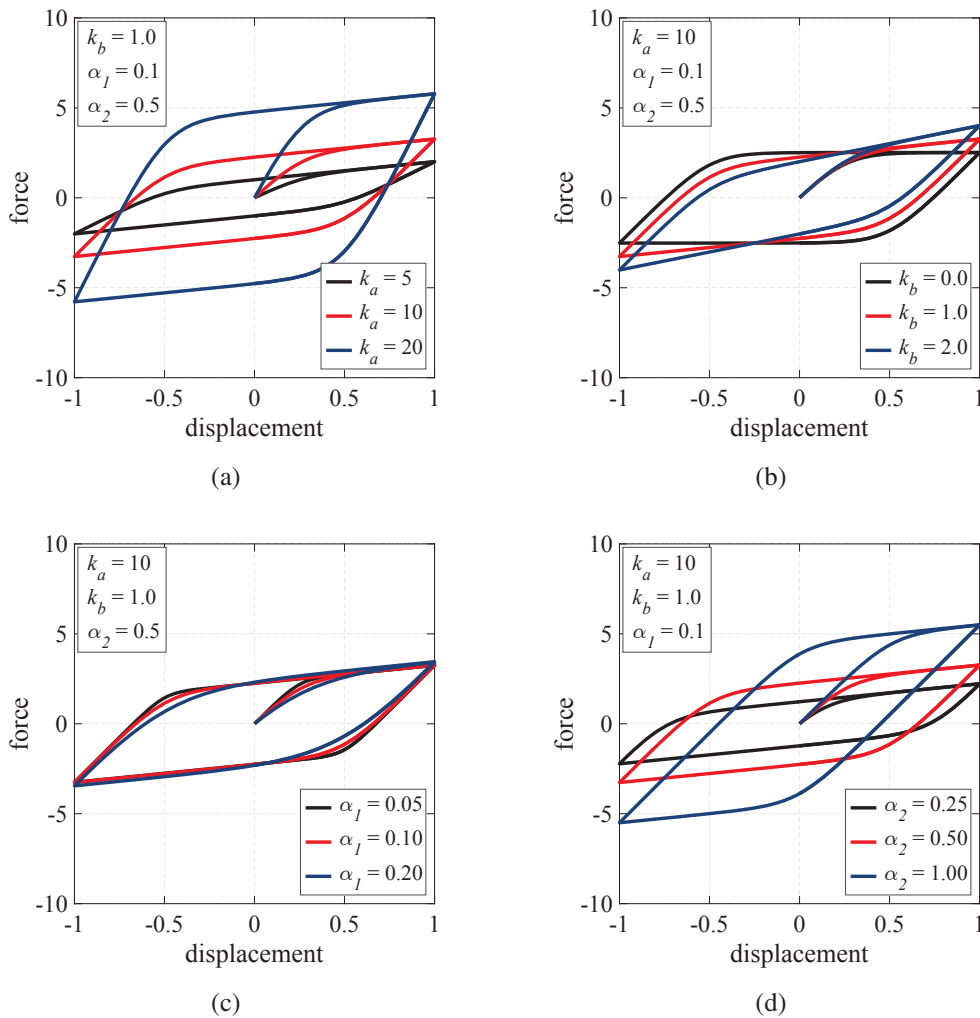 10
5
0
-5
-10
force
k_b = 1.0
α_1 = 0.1
α_2 = 0.5
k_a = 5
k_a = 10
k_a = 20
-1 -0.5 0 0.5 1
displacement
(a)
10
5
0
-5
-10
force
k_a = 10
α_1 = 0.1
α_2 = 0.5
k_b = 0.0
k_b = 1.0
k_b = 2.0
-1 -0.5 0 0.5 1
displacement
(b)
10
5
0
-5
-10
force
k_a = 10
k_b = 1.0
α_2 = 0.5
α_1 = 0.05
α_1 = 0.10
α_1 = 0.20
-1 -0.5 0 0.5 1
displacement
(c)
10
5
0
-5
-10
force
k_a = 10
k_b = 1.0
α_1 = 0.1
α_2 = 0.25
α_2 = 0.50
α_2 = 1.00
-1 -0.5 0 0.5 1
displacement
(d)